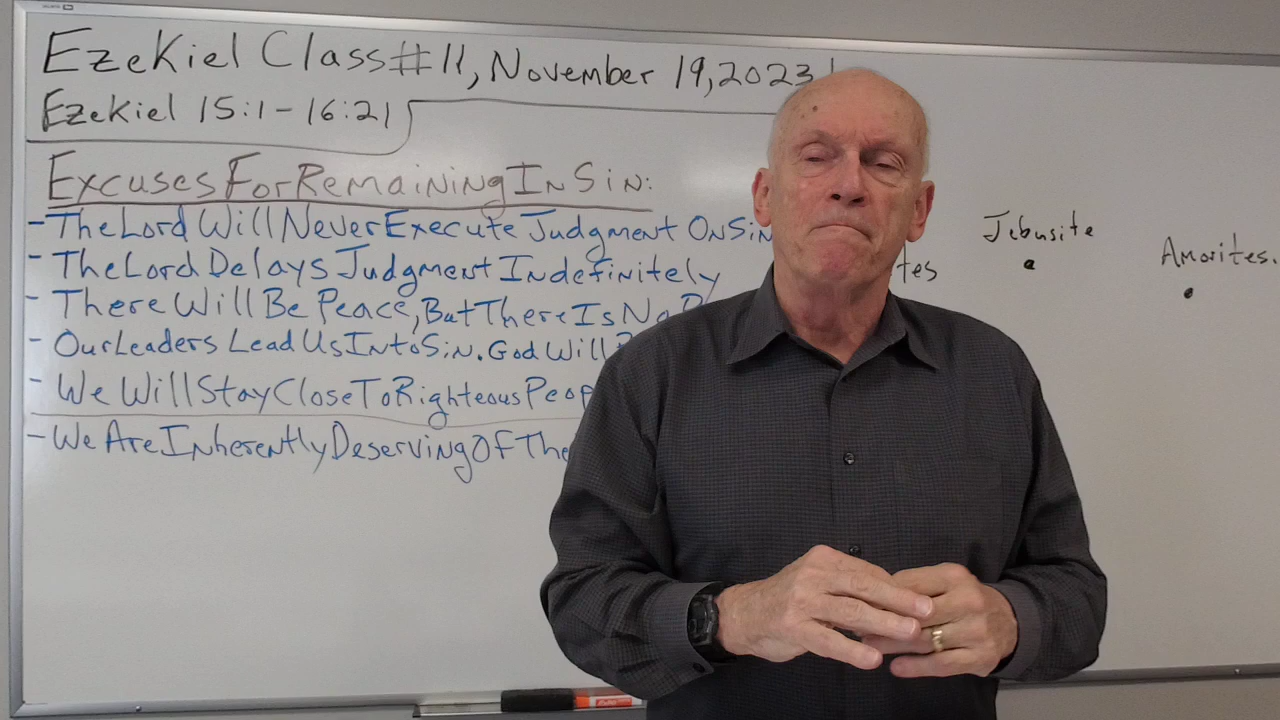 Ezekiel Class #11, November 19, 2023
Ezekiel 15:1-16:21
Excuses For Remaining In Sin:
- The Lord Will Never Execute Judgment On Sin
- The Lord Delays Judgment Indefinitely
- There Will Be Peace, But There Is No
- Our Leaders Lead Us Into Sin. God Will
- We Will Stay Close To Righteous
- We Are Inherently Deserving Of The
Jebusite
Amorites.